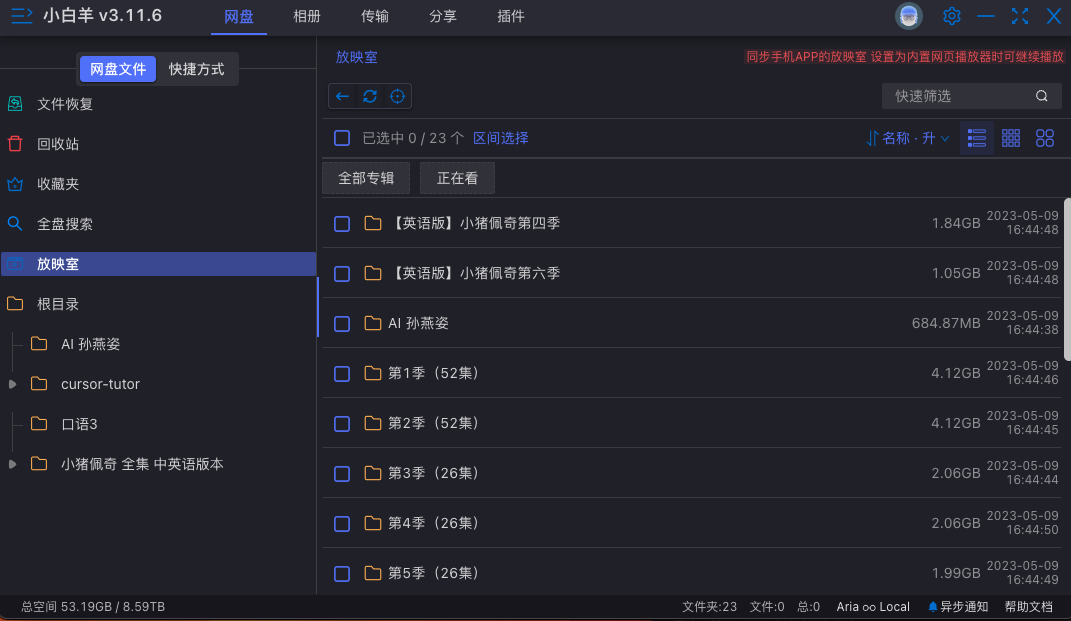 小白羊 v3.11.6
网盘 相册 传输 分享 插件
网盘文件 快捷方式
文件恢复
回收站
收藏夹
全盘搜索
放映室
根目录
AI 孙燕姿
cursor-tutor
口语3
小猪佩奇 全集 中英语版本
放映室
同步手机APP的放映室 设置为内置网页播放器时可继续播放
快速筛选
已选中 0 / 23 个 区间选择
名称 · 升
全部专辑 正在看
【英语版】小猪佩奇第四季 1.84GB 2023-05-09 16:44:48
【英语版】小猪佩奇第六季 1.05GB 2023-05-09 16:44:48
AI 孙燕姿 684.87MB 2023-05-09 16:44:38
第1季（52集） 4.12GB 2023-05-09 16:44:46
第2季（52集） 4.12GB 2023-05-09 16:44:45
第3季（26集） 2.06GB 2023-05-09 16:44:44
第4季（26集） 2.06GB 2023-05-09 16:44:50
第5季（26集） 1.99GB 2023-05-09 16:44:49
总空间 53.19GB / 8.59TB
文件夹:23 文件:0 总:0 Aria ∞ Local 异步通知 帮助文档